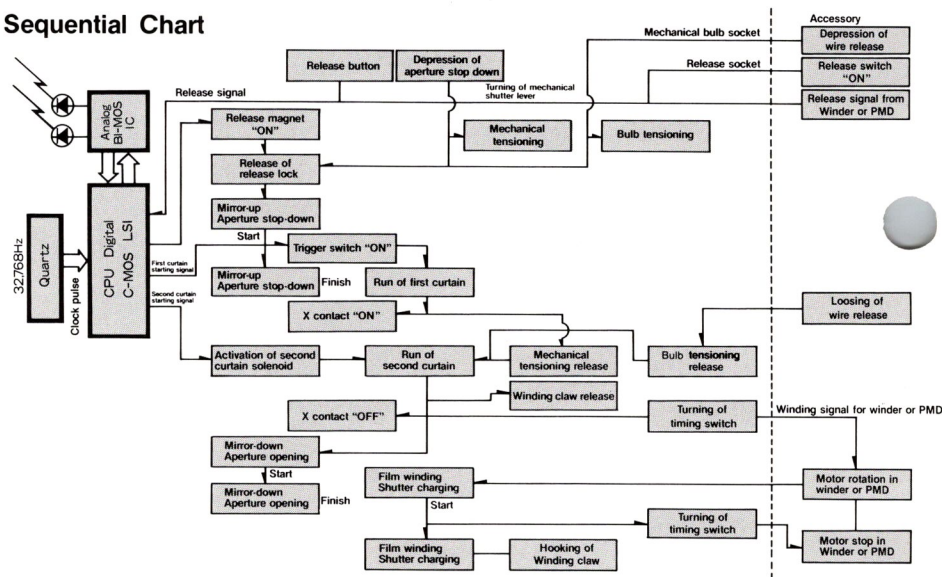 Sequential Chart
Accessory
Mechanical bulb socket
Depression of
wire release
Release button
Depression of
aperture stop down
Release socket
Release switch
"ON"
Release signal
Turning of mechanical
shutter lever
Release signal from
Winder or PMD
Analog
BI-MOS
IC
Release magnet
"ON"
Mechanical
tensioning
Bulb tensioning
Release of
release lock
Mirror-up
Aperture stop-down
Start
Trigger switch "ON"
32.768Hz
Quartz
Clock pulse
CPU Digital
C-MOS LSI
First curtain
starting signal
Mirror-up
Aperture stop-down
Finish
Run of first curtain
Second curtain
starting signal
X contact "ON"
Loosing of
wire release
Activation of second
curtain solenoid
Run of
second curtain
Mechanical
tensioning release
Bulb tensioning
release
Winding claw release
X contact "OFF"
Turning of
timing switch
Winding signal for winder or PMD
Mirror-down
Aperture opening
Start
Mirror-down
Aperture opening
Finish
Film winding
Shutter charging
Start
Motor rotation in
winder or PMD
Turning of
timing switch
Motor stop in
Winder or PMD
Film winding
Shutter charging
Hooking of
Winding claw